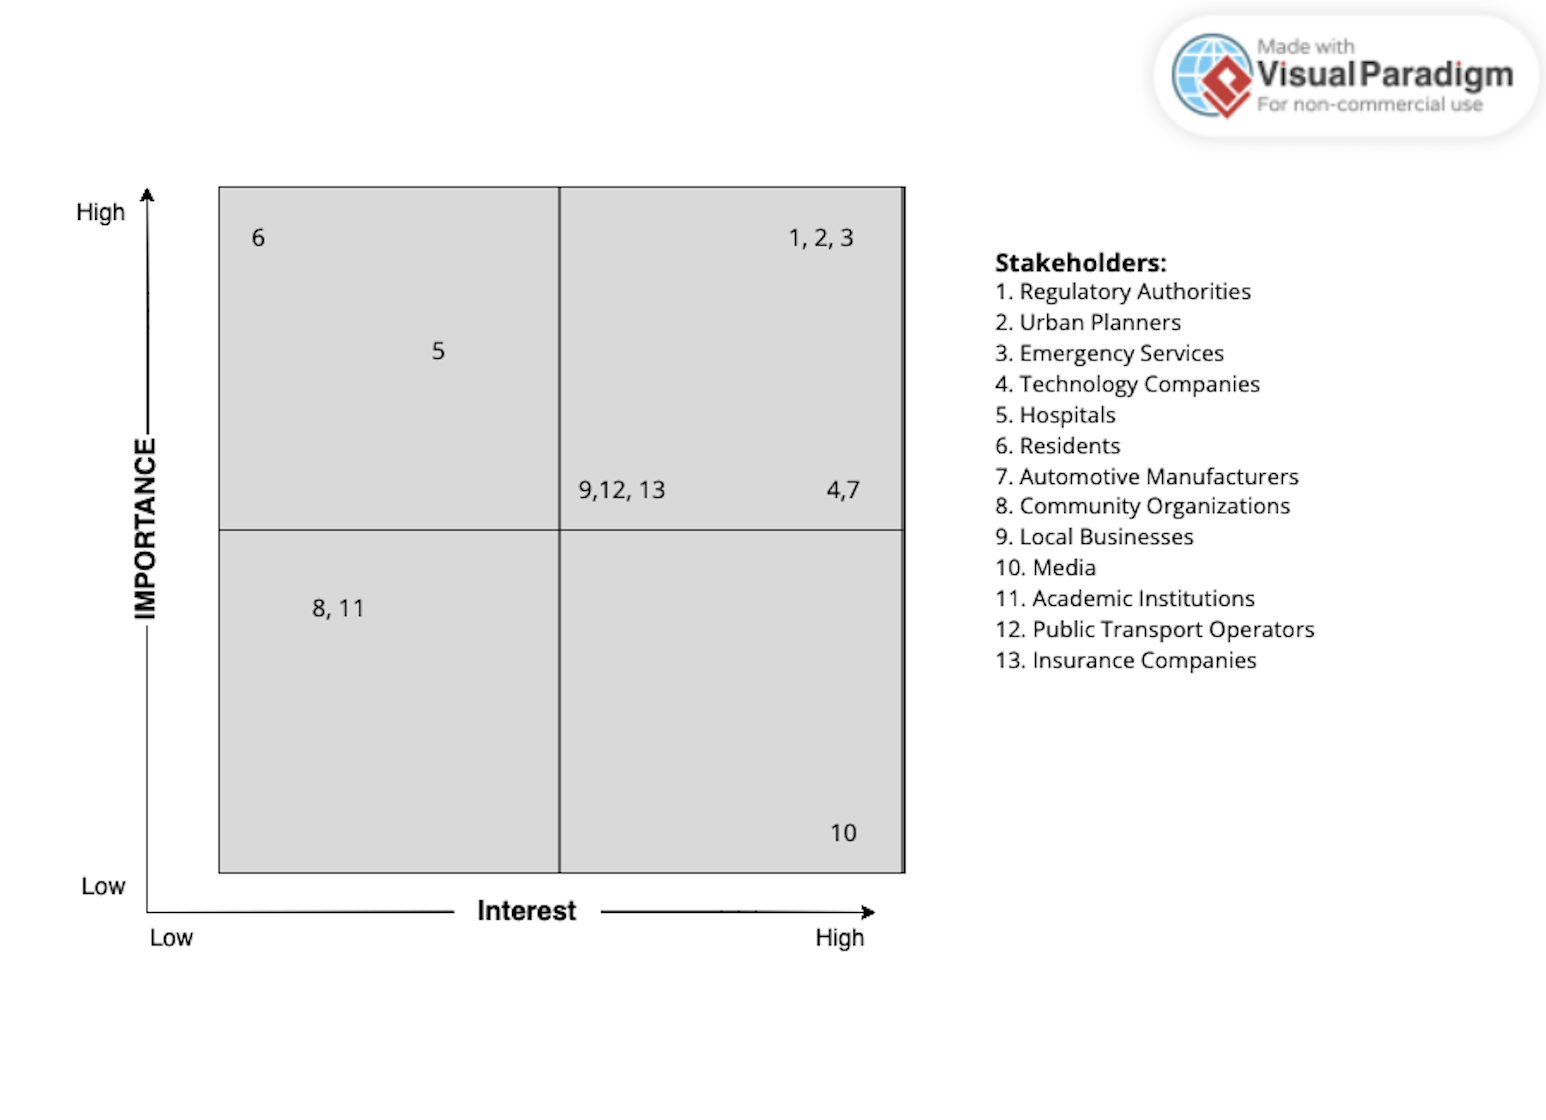 Made with
Visual Paradigm
For non-commercial use
High
6
1, 2, 3
5
9,12, 13
4,7
IMPORTANCE
8, 11
10
Low
Interest
Low
High
Stakeholders:
1. Regulatory Authorities
2. Urban Planners
3. Emergency Services
4. Technology Companies
5. Hospitals
6. Residents
7. Automotive Manufacturers
8. Community Organizations
9. Local Businesses
10. Media
11. Academic Institutions
12. Public Transport Operators
13. Insurance Companies